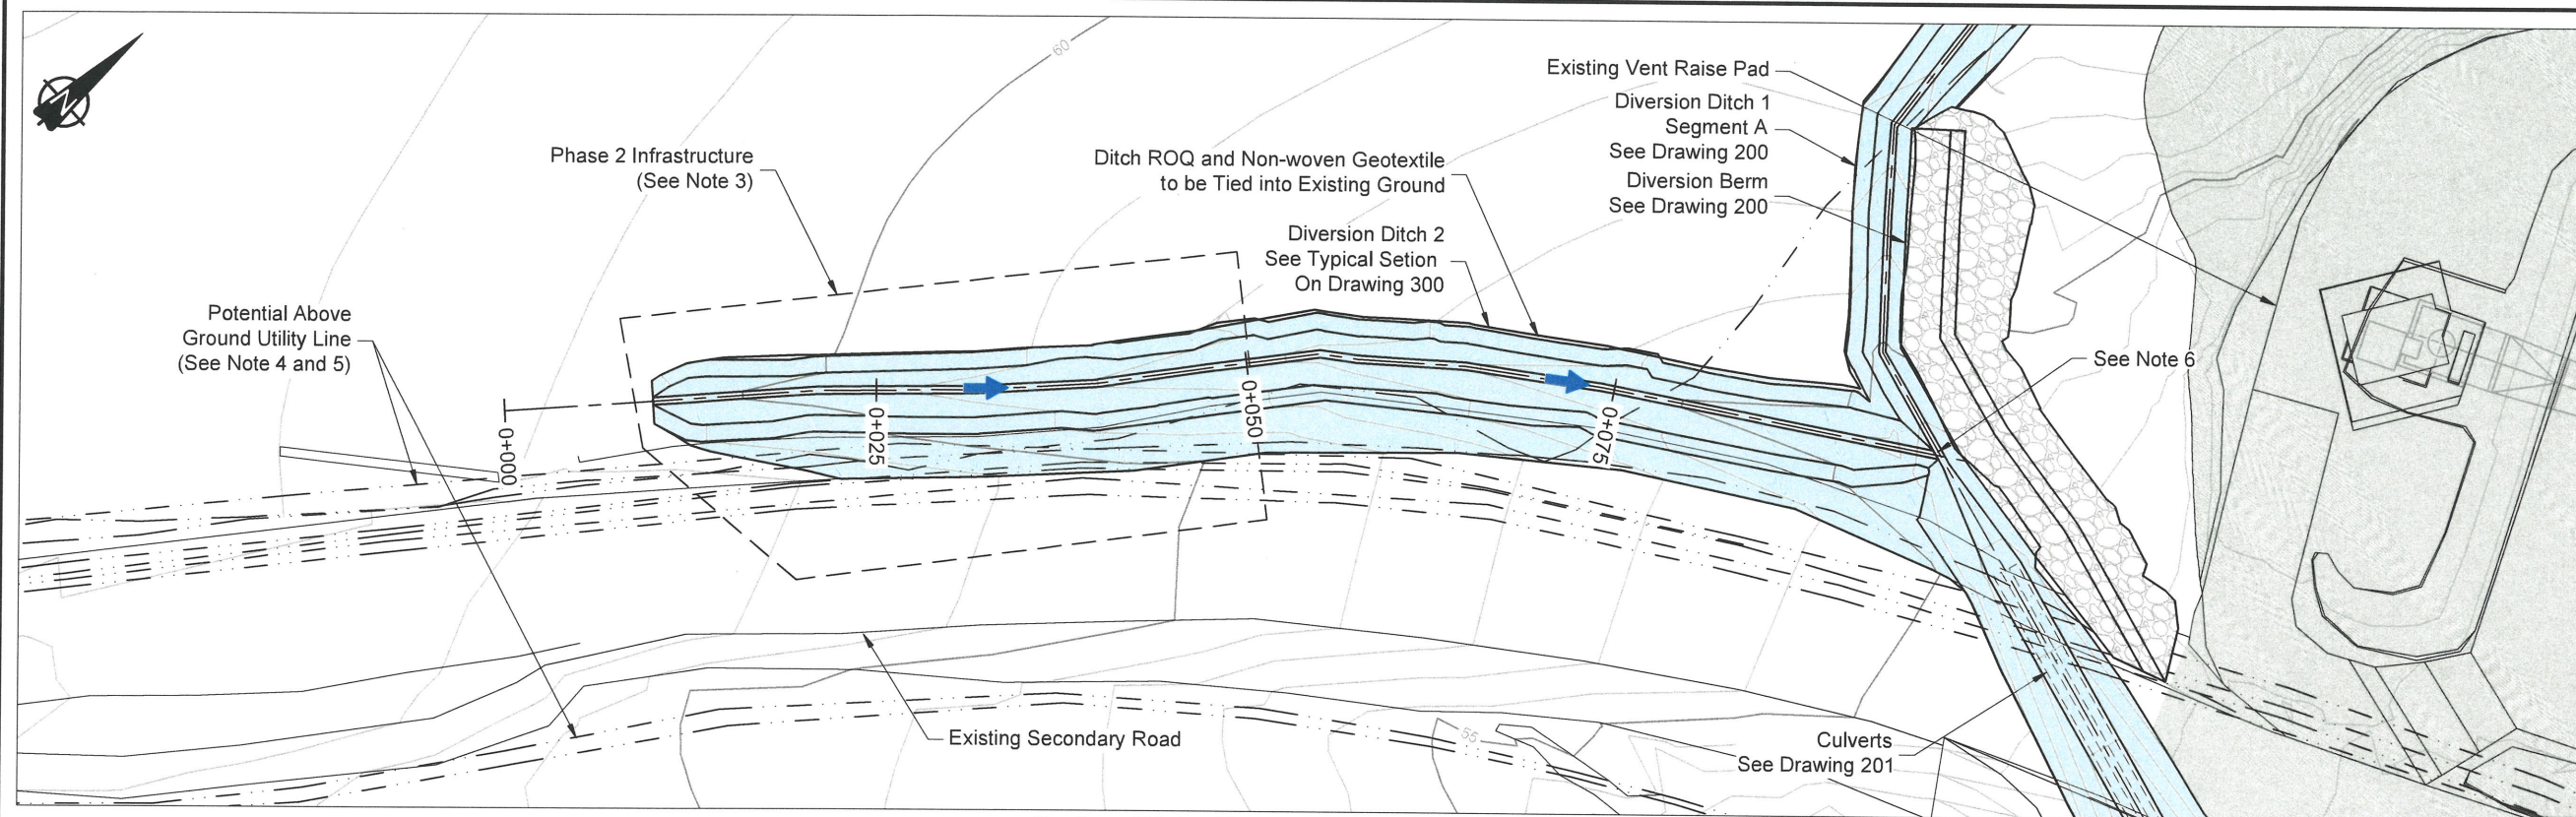 N
60
Existing Vent Raise Pad
Diversion Ditch 1
Segment A
See Drawing 200
Diversion Berm
See Drawing 200
Phase 2 Infrastructure
(See Note 3)
Ditch ROQ and Non-woven Geotextile
to be Tied into Existing Ground
Diversion Ditch 2
See Typical Setion
On Drawing 300
Potential Above
Ground Utility Line
(See Note 4 and 5)
See Note 6
0+000
0+025
0+050
0+075
Existing Secondary Road
55
Culverts
See Drawing 201